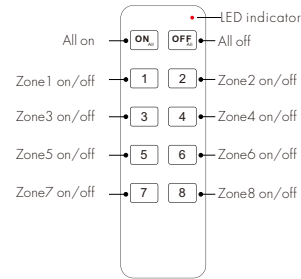 LED indicator
All on ON All OFF All All off
Zone1 on/off 1 2 Zone2 on/off
Zone3 on/off 3 4 Zone4 on/off
Zone5 on/off 5 6 Zone6 on/off
Zone7 on/off 7 8 Zone8 on/off